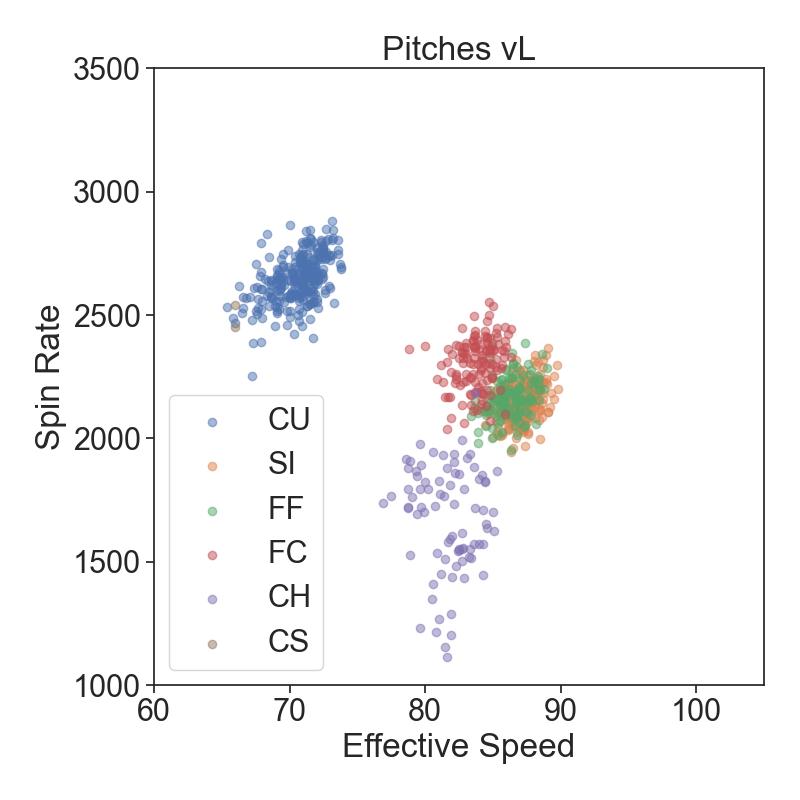 Pitches vL
3500
3000
2500
2000
1500
1000
Spin Rate
CU
SI
FF
FC
CH
CS
60 70 80 90 100
Effective Speed